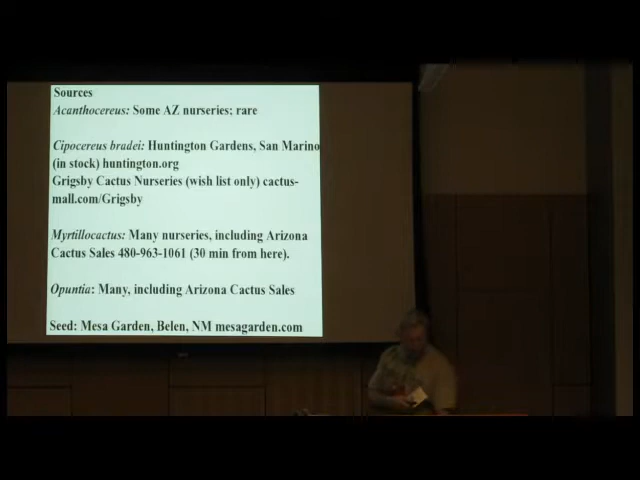 Sources
Acanthocereus: Some AZ nurseries; rare
Cipocereus bradei: Huntington Gardens, San Marino
(in stock) huntington.org
Grigsby Cactus Nurseries (wish list only) cactus-
mall.com/Grigsby
Myrtillocactus: Many nurseries, including Arizona
Cactus Sales 480-963-1061 (30 min from here).
Opuntia: Many, including Arizona Cactus Sales
Seed: Mesa Garden, Belen, NM mesagarden.com